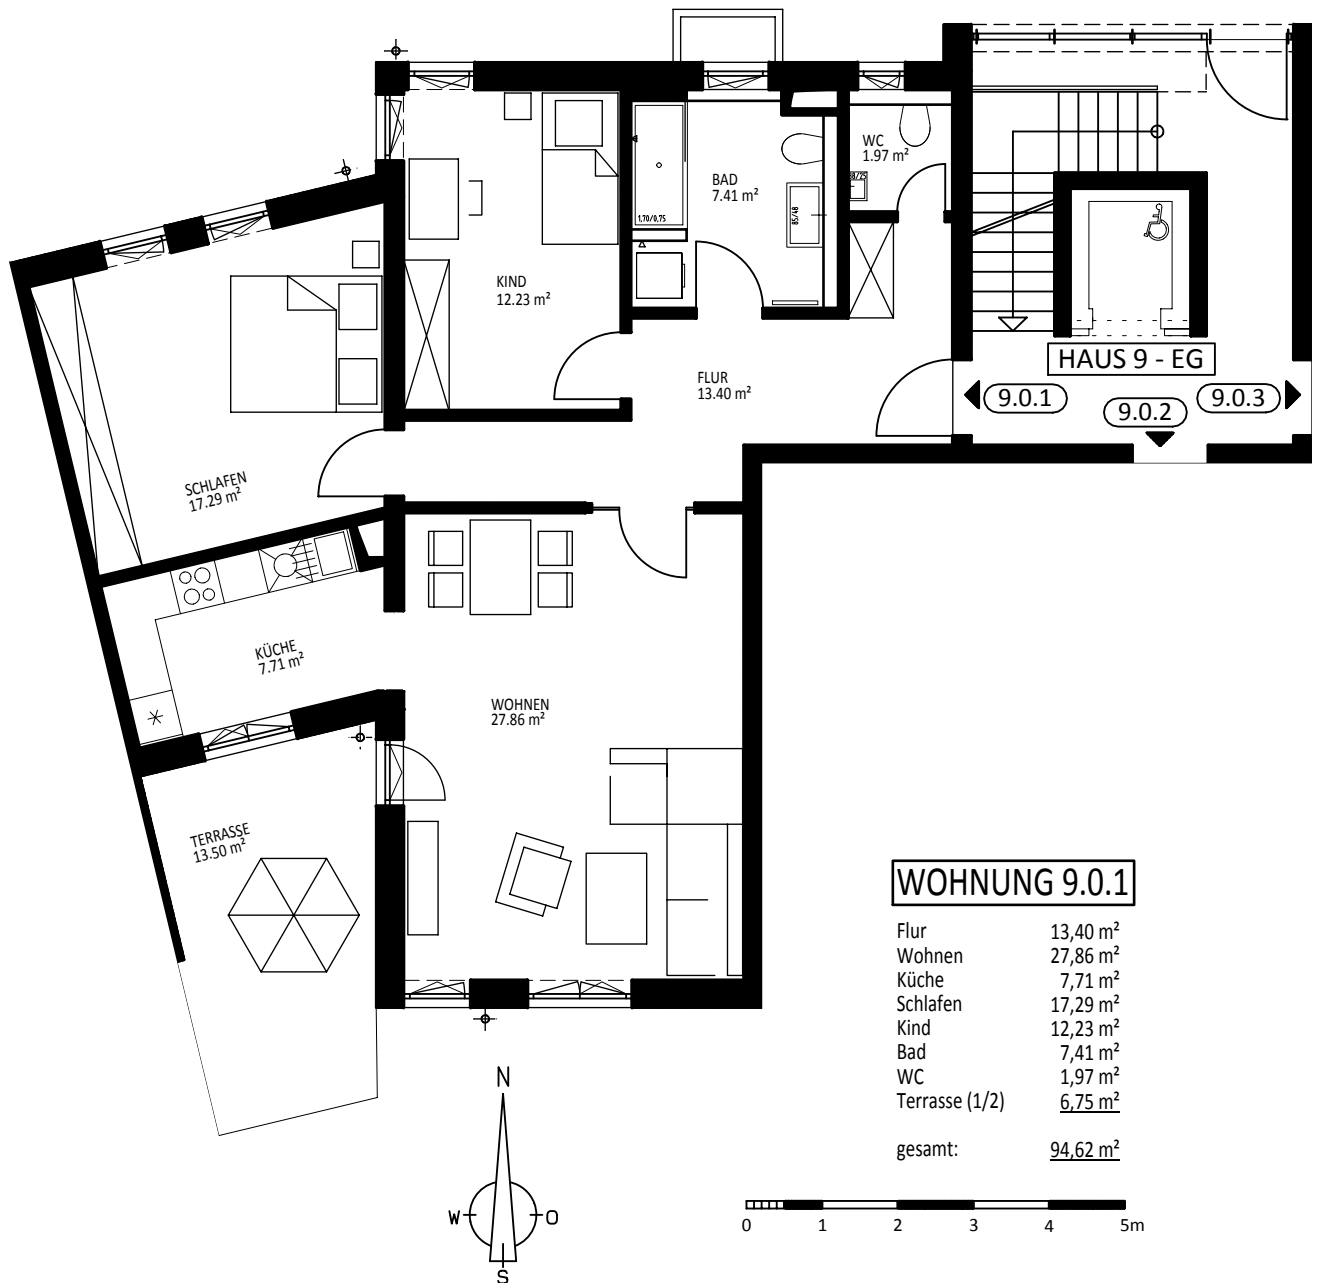 WC
1.97 m²
38/25
BAD
7.41 m²
1.70/0.75
85/48
KIND
12.23 m²
HAUS 9 - EG
FLUR
13.40 m²
9.0.1
9.0.2
9.0.3
SCHLAFEN
17.29 m²
KÜCHE
7.71 m²
WOHNEN
27.86 m²
TERRASSE
13.50 m²
WOHNUNG 9.0.1
Flur 13,40 m²
Wohnen 27,86 m²
Küche 7,71 m²
Schlafen 17,29 m²
Kind 12,23 m²
Bad 7,41 m²
WC 1,97 m²
Terrasse (1/2) 6,75 m²
gesamt: 94,62 m²
N
W O
S
0 1 2 3 4 5m